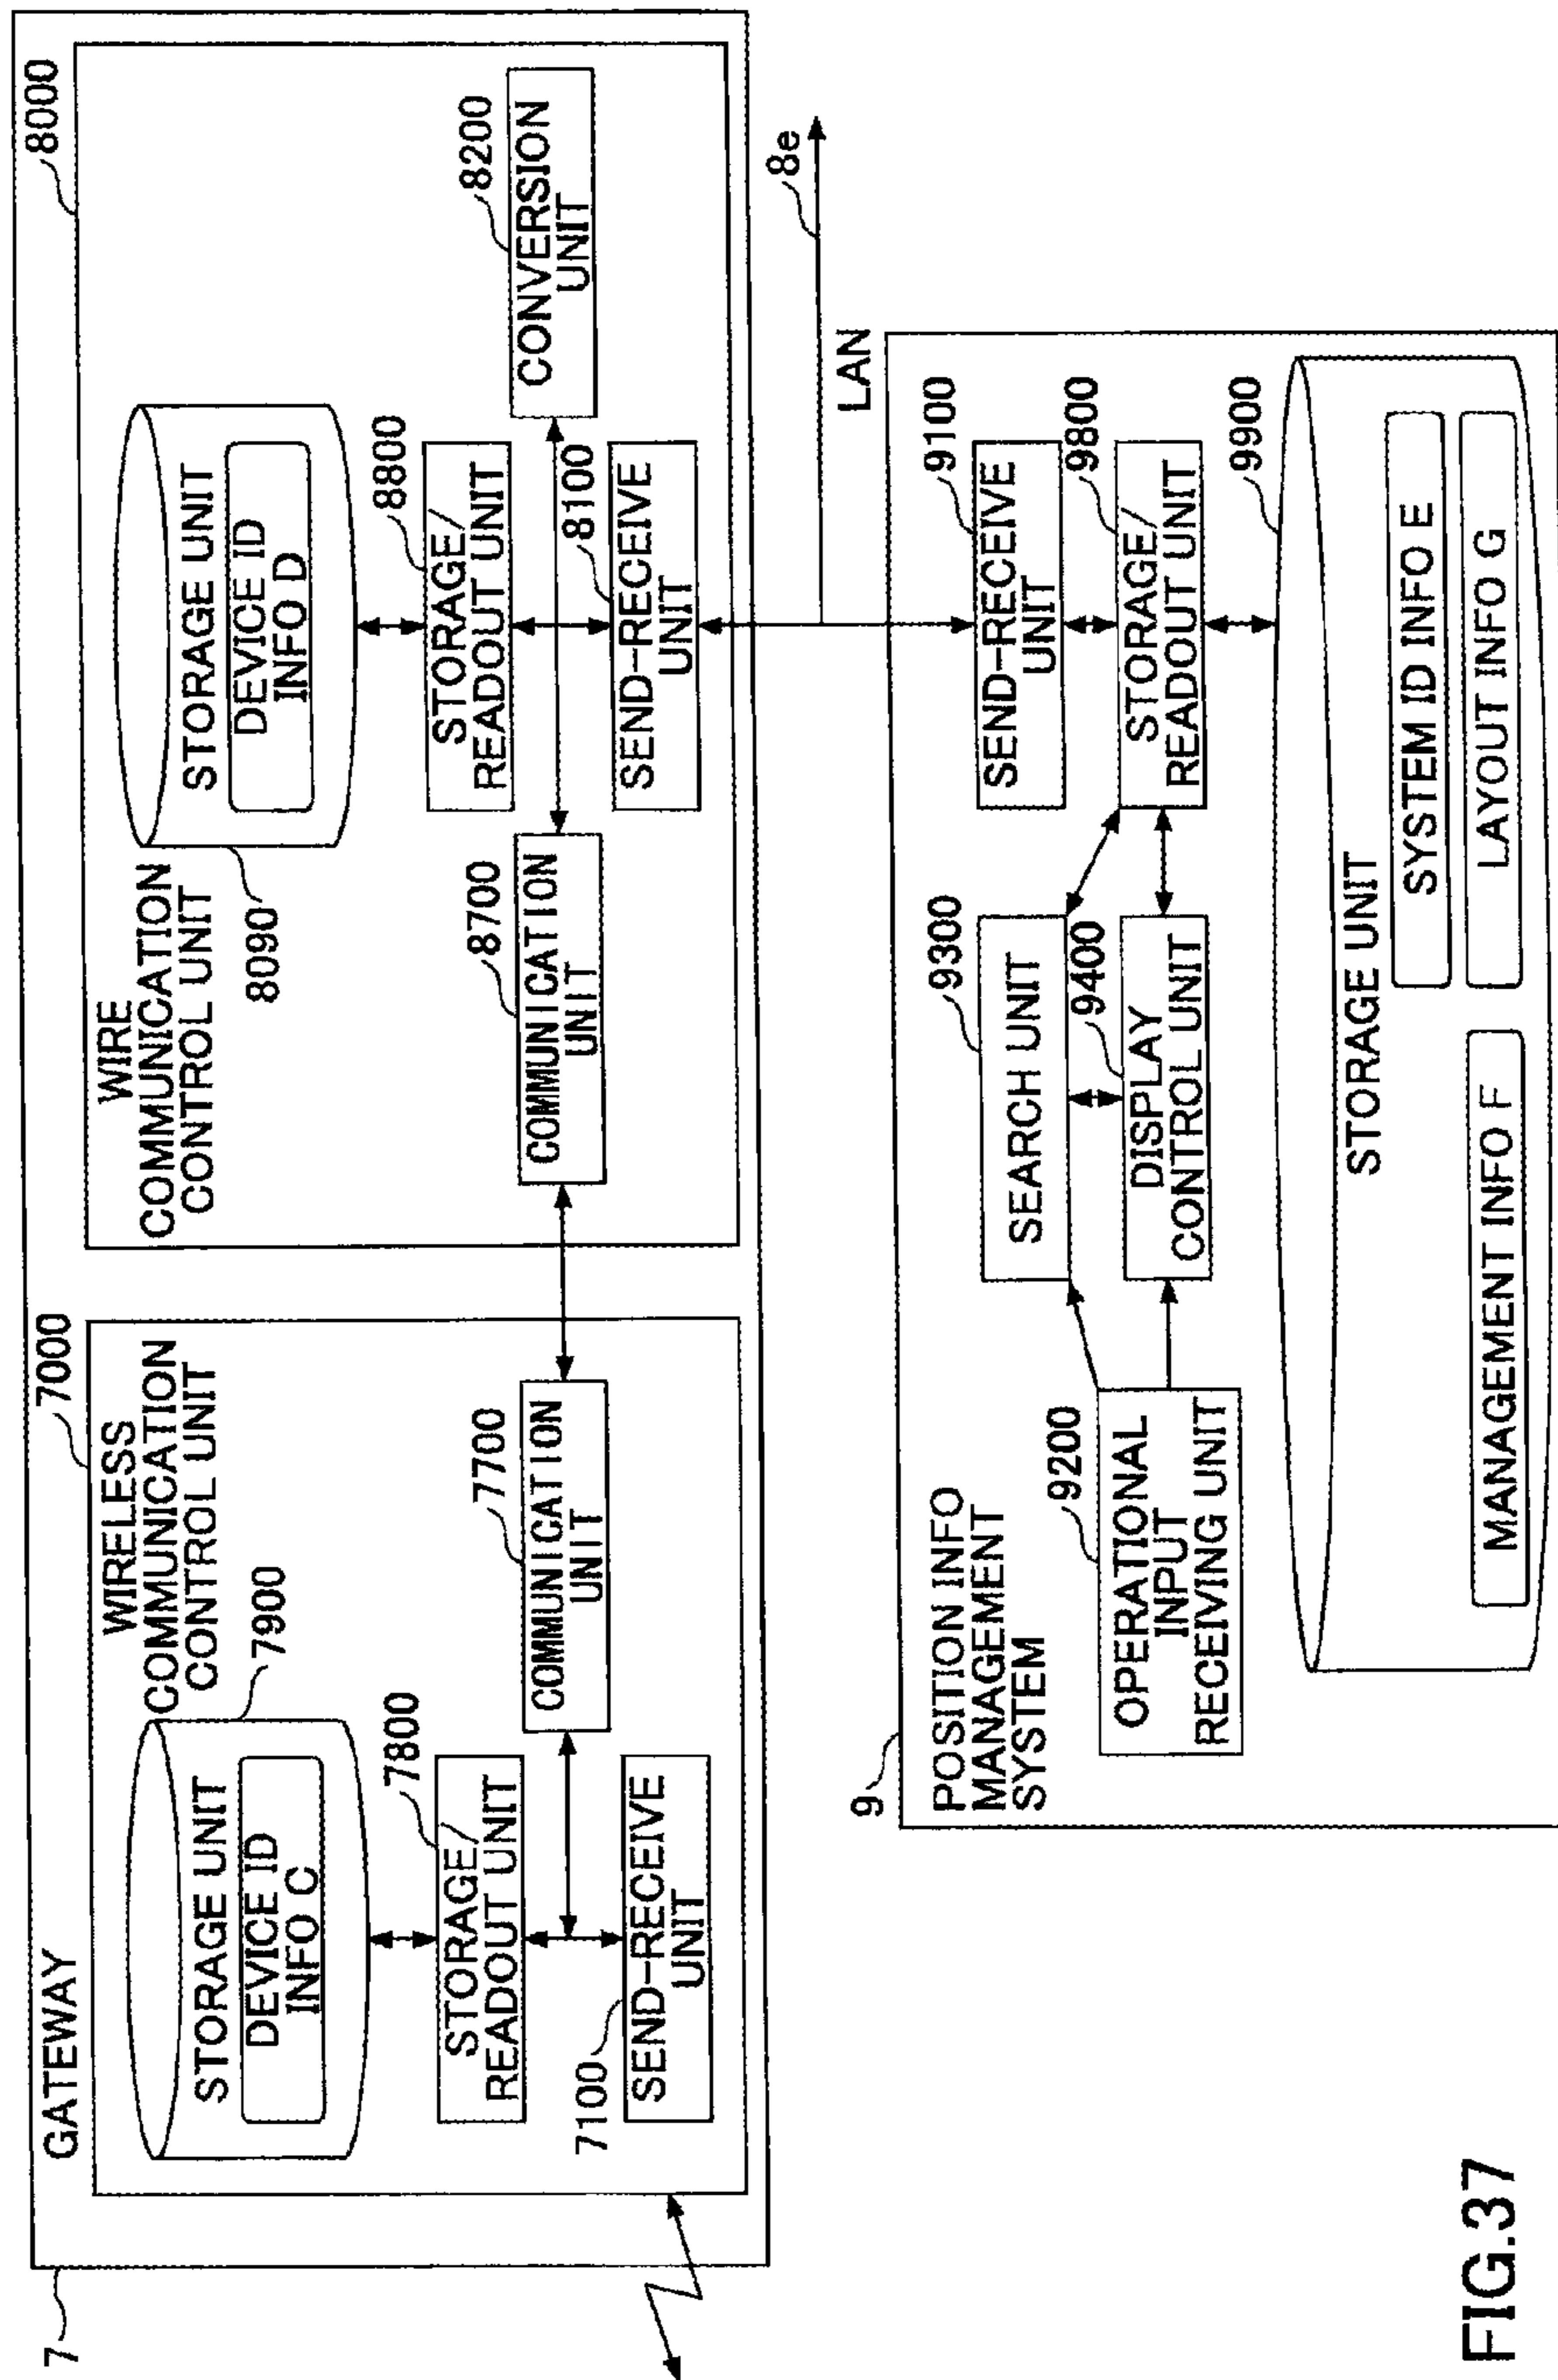 7
GATEWAY
7000
WIRELESS
COMMUNICATION
CONTROL UNIT
7900
STORAGE UNIT
DEVICE ID
INFO C
7800
STORAGE/
READOUT UNIT
7700
COMMUNICATION
UNIT
7100
SEND-RECEIVE
UNIT
8000
WIRE
COMMUNICATION
CONTROL UNIT
8090
STORAGE UNIT
DEVICE ID
INFO D
8800
STORAGE/
READOUT UNIT
8700
COMMUNICATION
UNIT
8200
CONVERSION
UNIT
8100
SEND-RECEIVE
UNIT
8e
LAN
9
POSITION INFO
MANAGEMENT
SYSTEM
9100
SEND-RECEIVE
UNIT
9300
SEARCH UNIT
9800
STORAGE/
READOUT UNIT
9200
OPERATIONAL
INPUT
RECEIVING UNIT
9400
DISPLAY
CONTROL UNIT
9900
STORAGE UNIT
SYSTEM ID INFO E
MANAGEMENT INFO F
LAYOUT INFO G
FIG.37